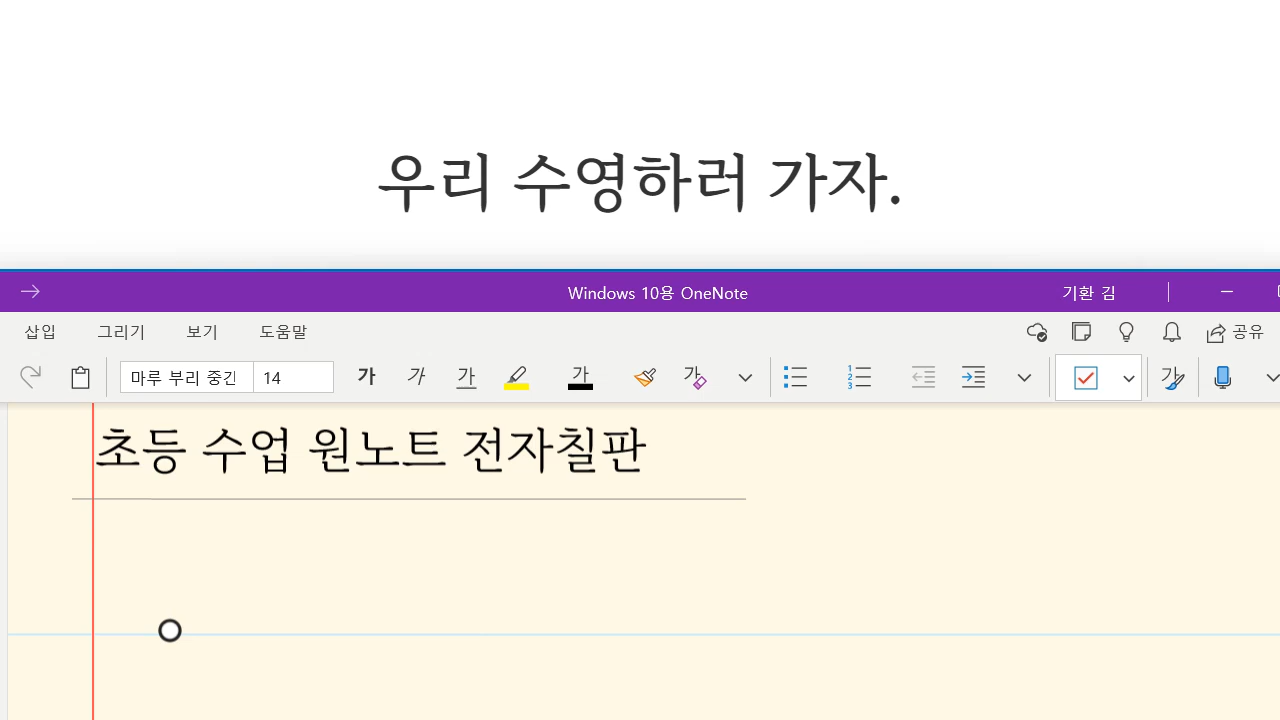 우리 수영하러 가자.
Windows 10용 OneNote
기환 김
삽입 그리기 보기 도움말 공유
마루 부리 중간 14 가 가 가 가 가 가
초등 수업 원노트 전자칠판